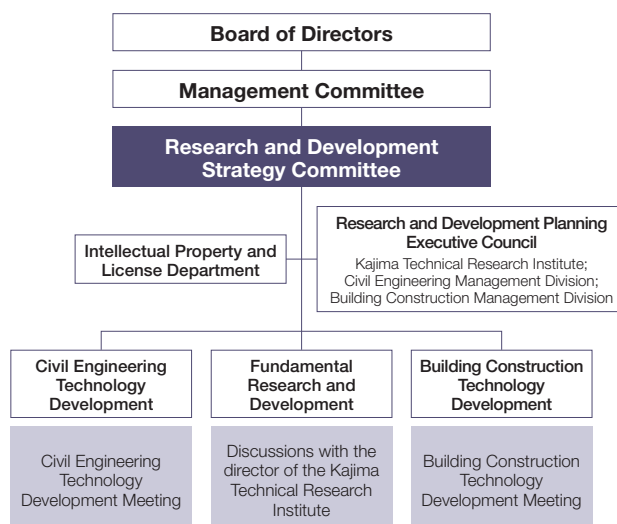 Board of Directors
Management Committee
Research and Development
Strategy Committee
Intellectual Property and
License Department
Research and Development Planning
Executive Council
Kajima Technical Research Institute;
Civil Engineering Management Division;
Building Construction Management Division
Civil Engineering
Technology
Development
Fundamental
Research and
Development
Building Construction
Technology
Development
Civil Engineering
Technology
Development Meeting
Discussions with the
director of the Kajima
Technical Research
Institute
Building Construction
Technology
Development Meeting